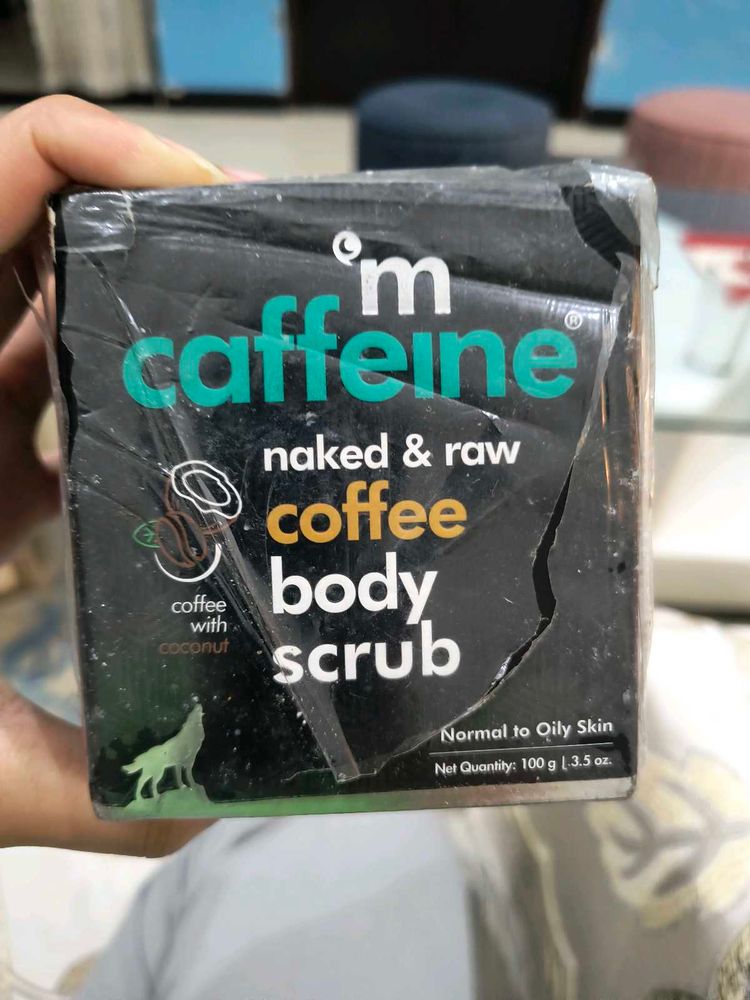 'm
caffeine®
naked & raw
coffee
body
scrub
coffee
with
coconut
Normal to Oily Skin
Net Quantity: 100 g | 3.5 oz.